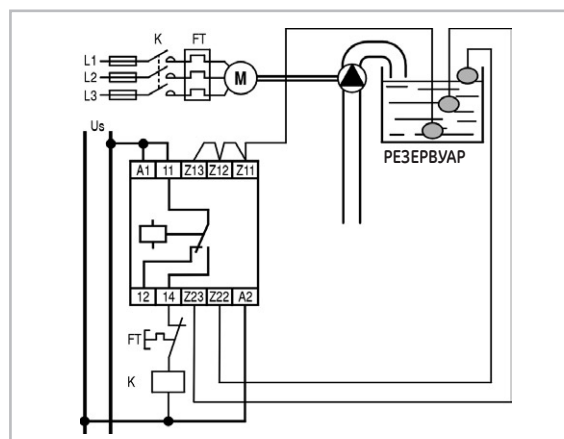 K FT
L1
L2
L3
M
Us
РЕЗЕРВУАР
A1 11 Z13 Z12 Z11
12 14 Z23 Z22 A2
FT
K